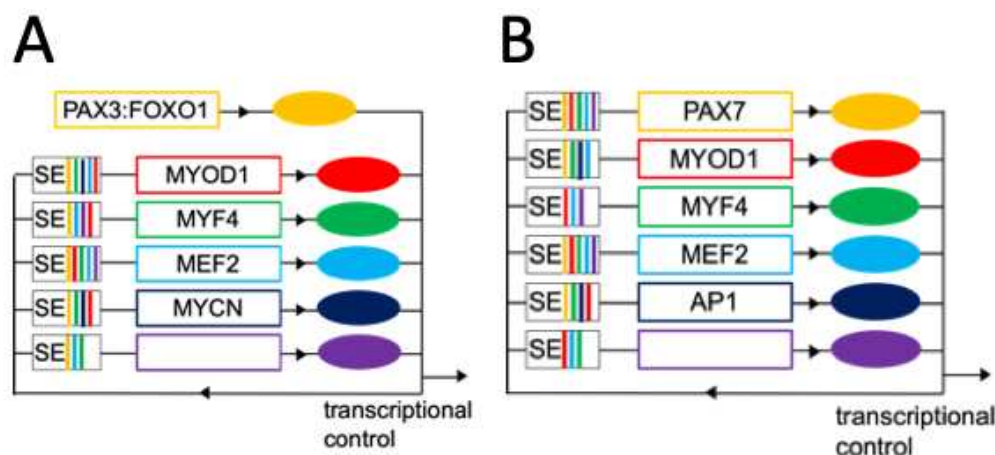 A
B
PAX3:FOXO1
SE MYOD1
SE MYF4
SE MEF2
SE MYCN
SE
transcriptional
control
SE PAX7
SE MYOD1
SE MYF4
SE MEF2
SE AP1
SE
transcriptional
control